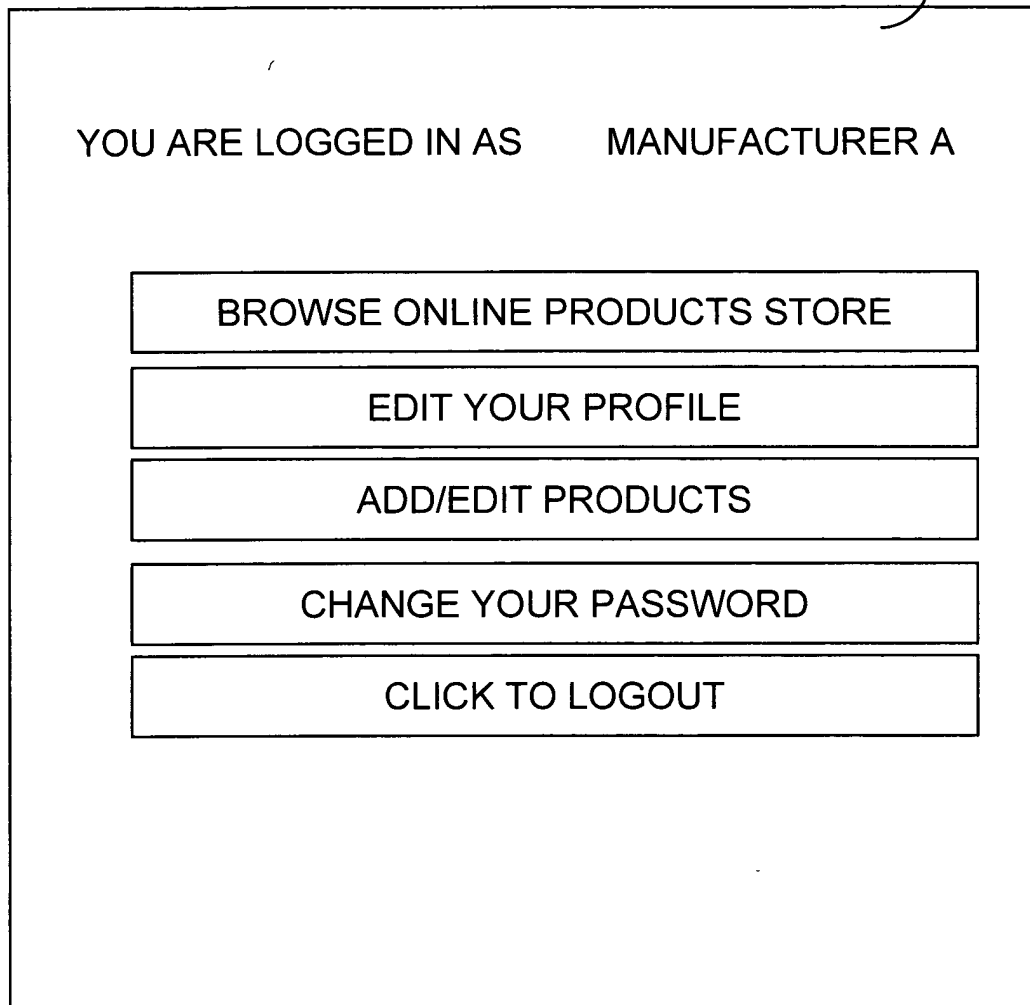 YOU ARE LOGGED IN AS MANUFACTURER A
BROWSE ONLINE PRODUCTS STORE
EDIT YOUR PROFILE
ADD/EDIT PRODUCTS
CHANGE YOUR PASSWORD
CLICK TO LOGOUT